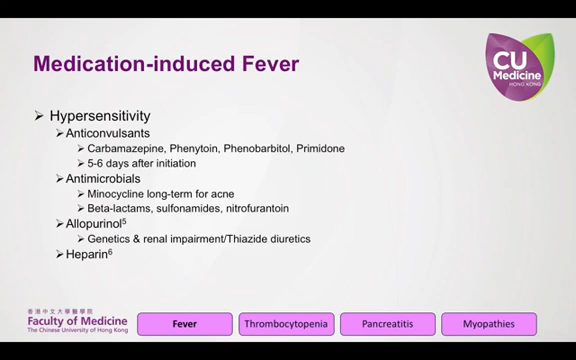 Medication-induced Fever
CU
Medicine
HONG KONG
➢ Hypersensitivity
➢ Anticonvulsants
➢ Carbamazepine, Phenytoin, Phenobarbitol, Primidone
➢ 5-6 days after initiation
➢ Antimicrobials
➢ Minocycline long-term for acne
➢ Beta-lactams, sulfonamides, nitrofurantoin
➢ Allopurinol⁵
➢ Genetics & renal impairment/Thiazide diuretics
➢ Heparin⁶
香港中文大學醫學院
Faculty of Medicine
The Chinese University of Hong Kong
Fever
Thrombocytopenia
Pancreatitis
Myopathies